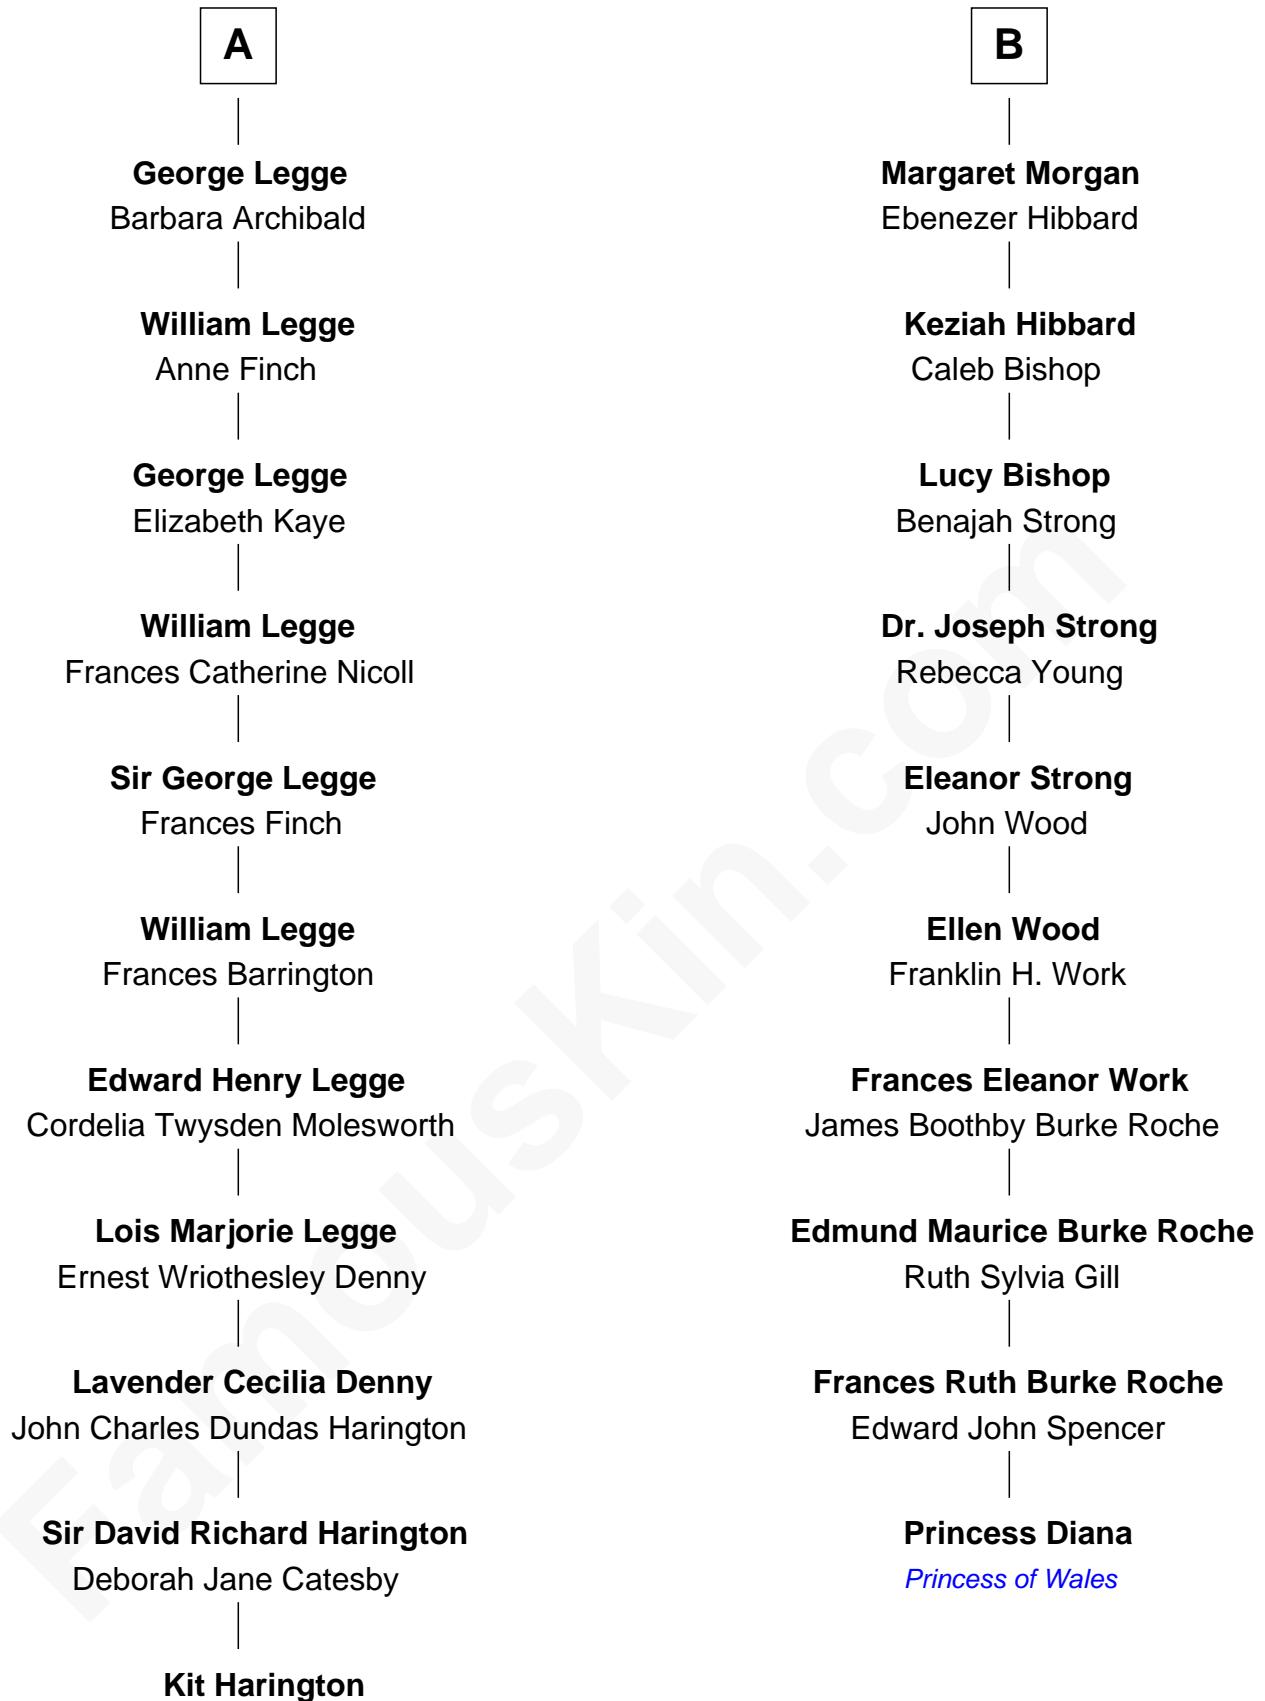 A
George Legge
Barbara Archibald
William Legge
Anne Finch
George Legge
Elizabeth Kaye
William Legge
Frances Catherine Nicoll
Sir George Legge
Frances Finch
William Legge
Frances Barrington
Edward Henry Legge
Cordelia Twysden Molesworth
Lois Marjorie Legge
Ernest Wriothesley Denny
Lavender Cecilia Denny
John Charles Dundas Harington
Sir David Richard Harington
Deborah Jane Catesby
Kit Harington
B
Margaret Morgan
Ebenezer Hibbard
Keziah Hibbard
Caleb Bishop
Lucy Bishop
Benajah Strong
Dr. Joseph Strong
Rebecca Young
Eleanor Strong
John Wood
Ellen Wood
Franklin H. Work
Frances Eleanor Work
James Boothby Burke Roche
Edmund Maurice Burke Roche
Ruth Sylvia Gill
Frances Ruth Burke Roche
Edward John Spencer
Princess Diana
Princess of Wales
FamousKin.com